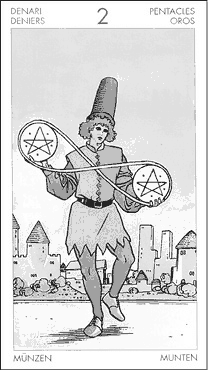 DENARI
DENIERS
2
PENTACLES
OROS
MÜNZEN
MUNTEN